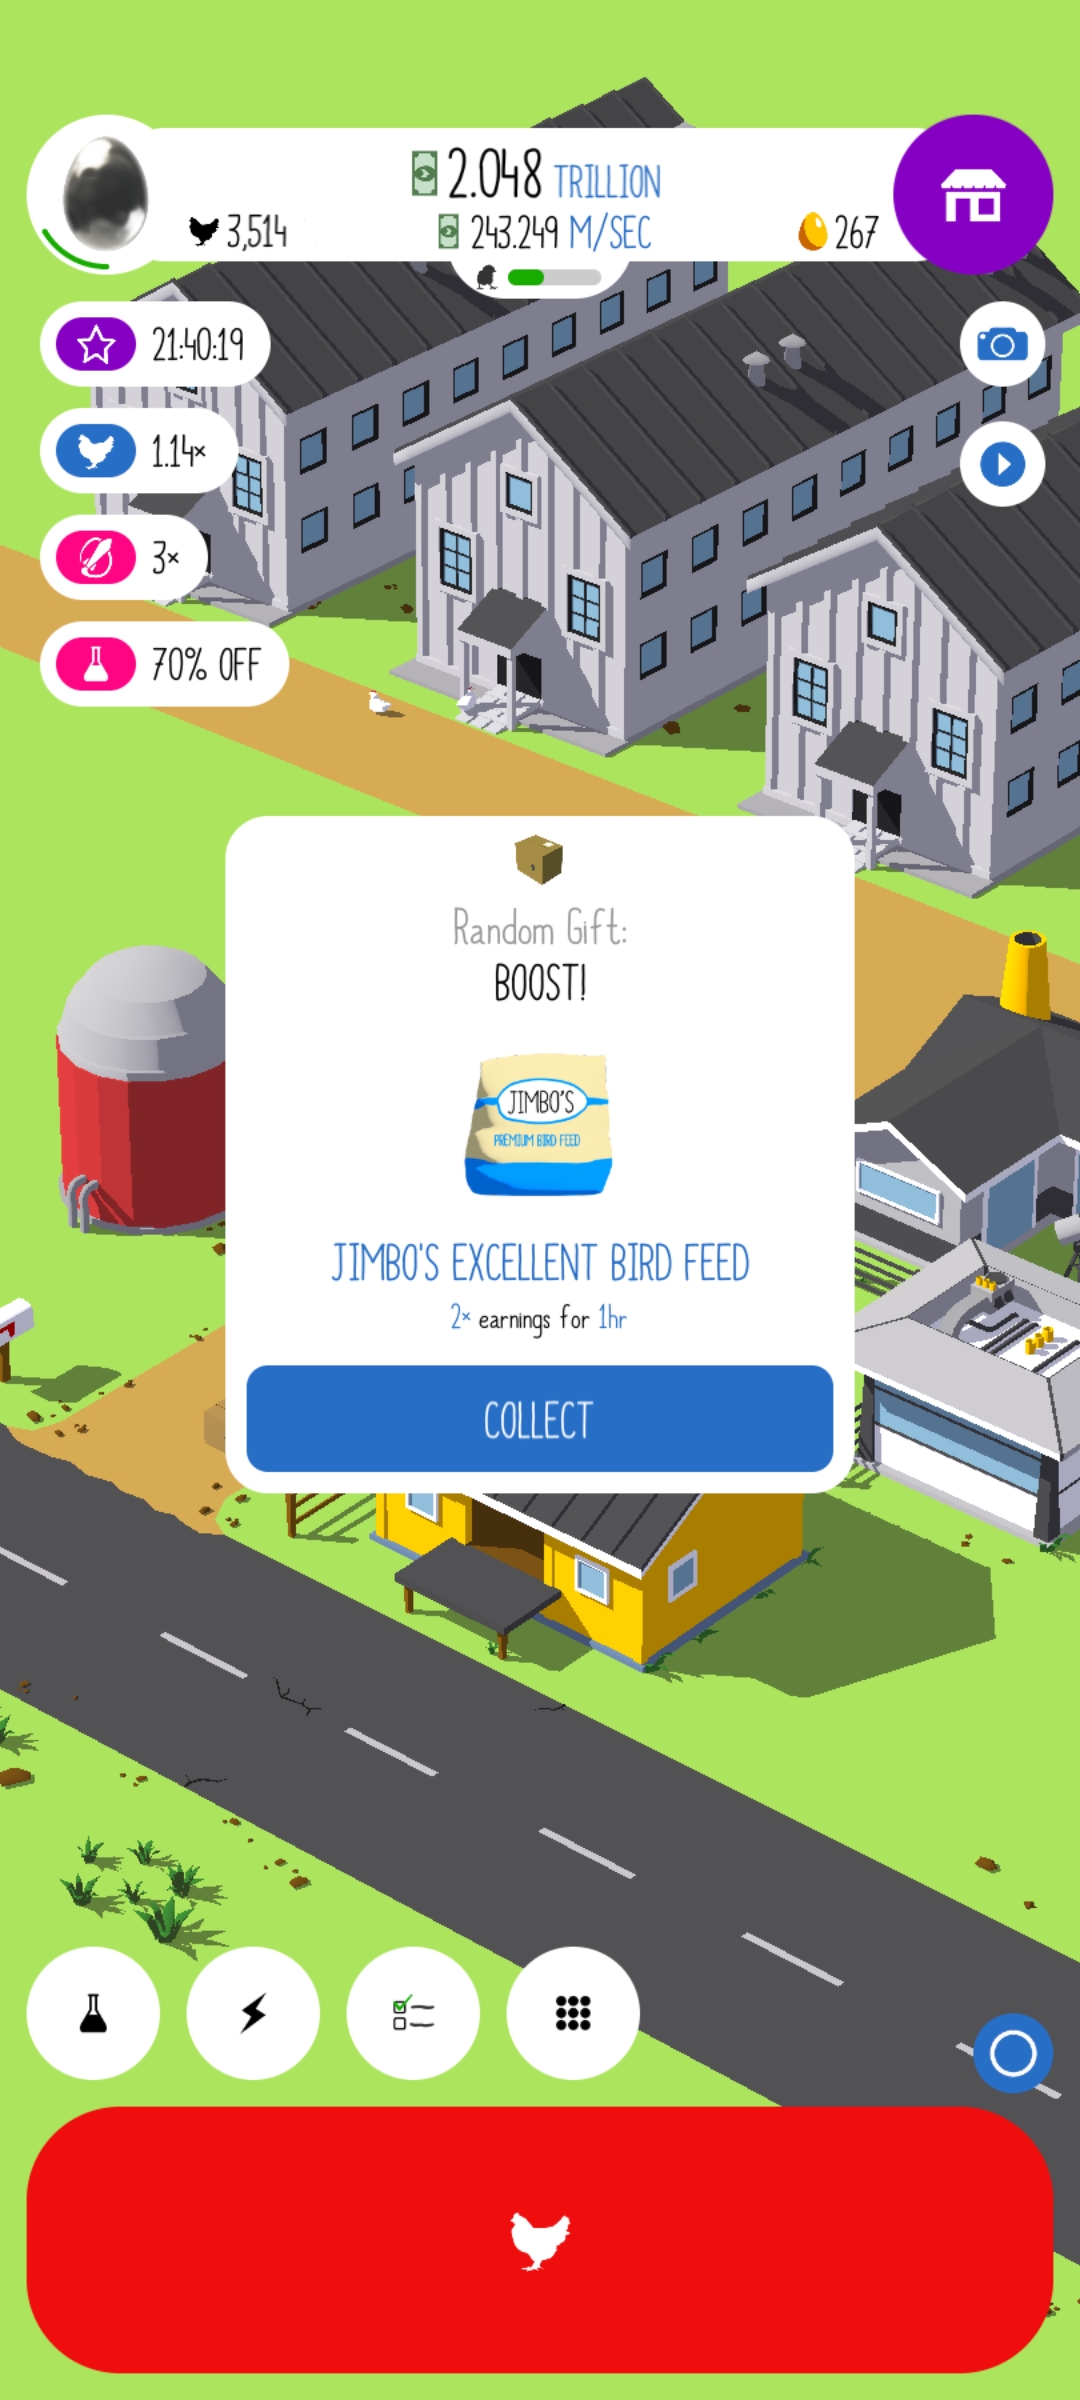 2.048 TRILLION
3,514
243.249 M/SEC
267
21:40:19
1.14×
3×
70% OFF
Random Gift:
BOOST!
JIMBO'S
PREMIUM BIRD FEED
JIMBO'S EXCELLENT BIRD FEED
2× earnings for 1hr
COLLECT